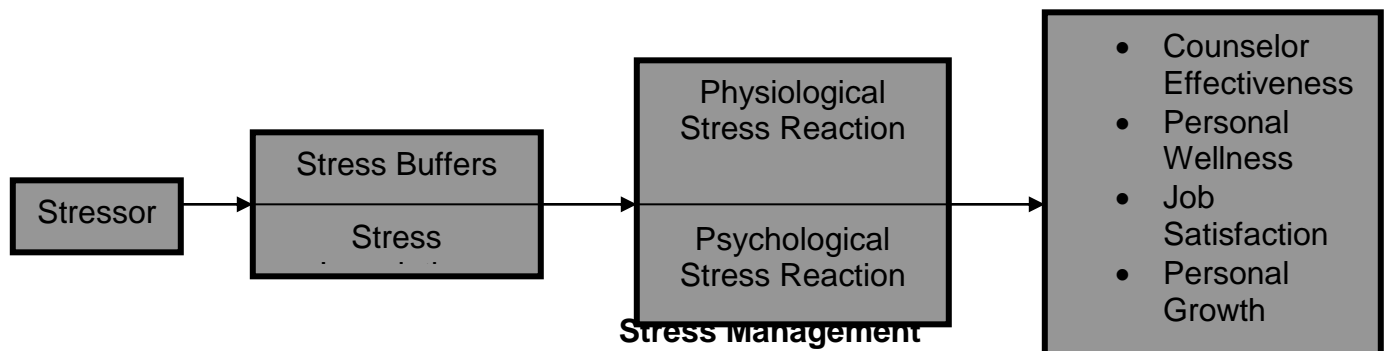 Stressor
Stress Buffers
Stress
Physiological
Stress Reaction
Psychological
Stress Reaction
• Counselor
Effectiveness
• Personal
Wellness
• Job
Satisfaction
• Personal
Growth
Stress Management